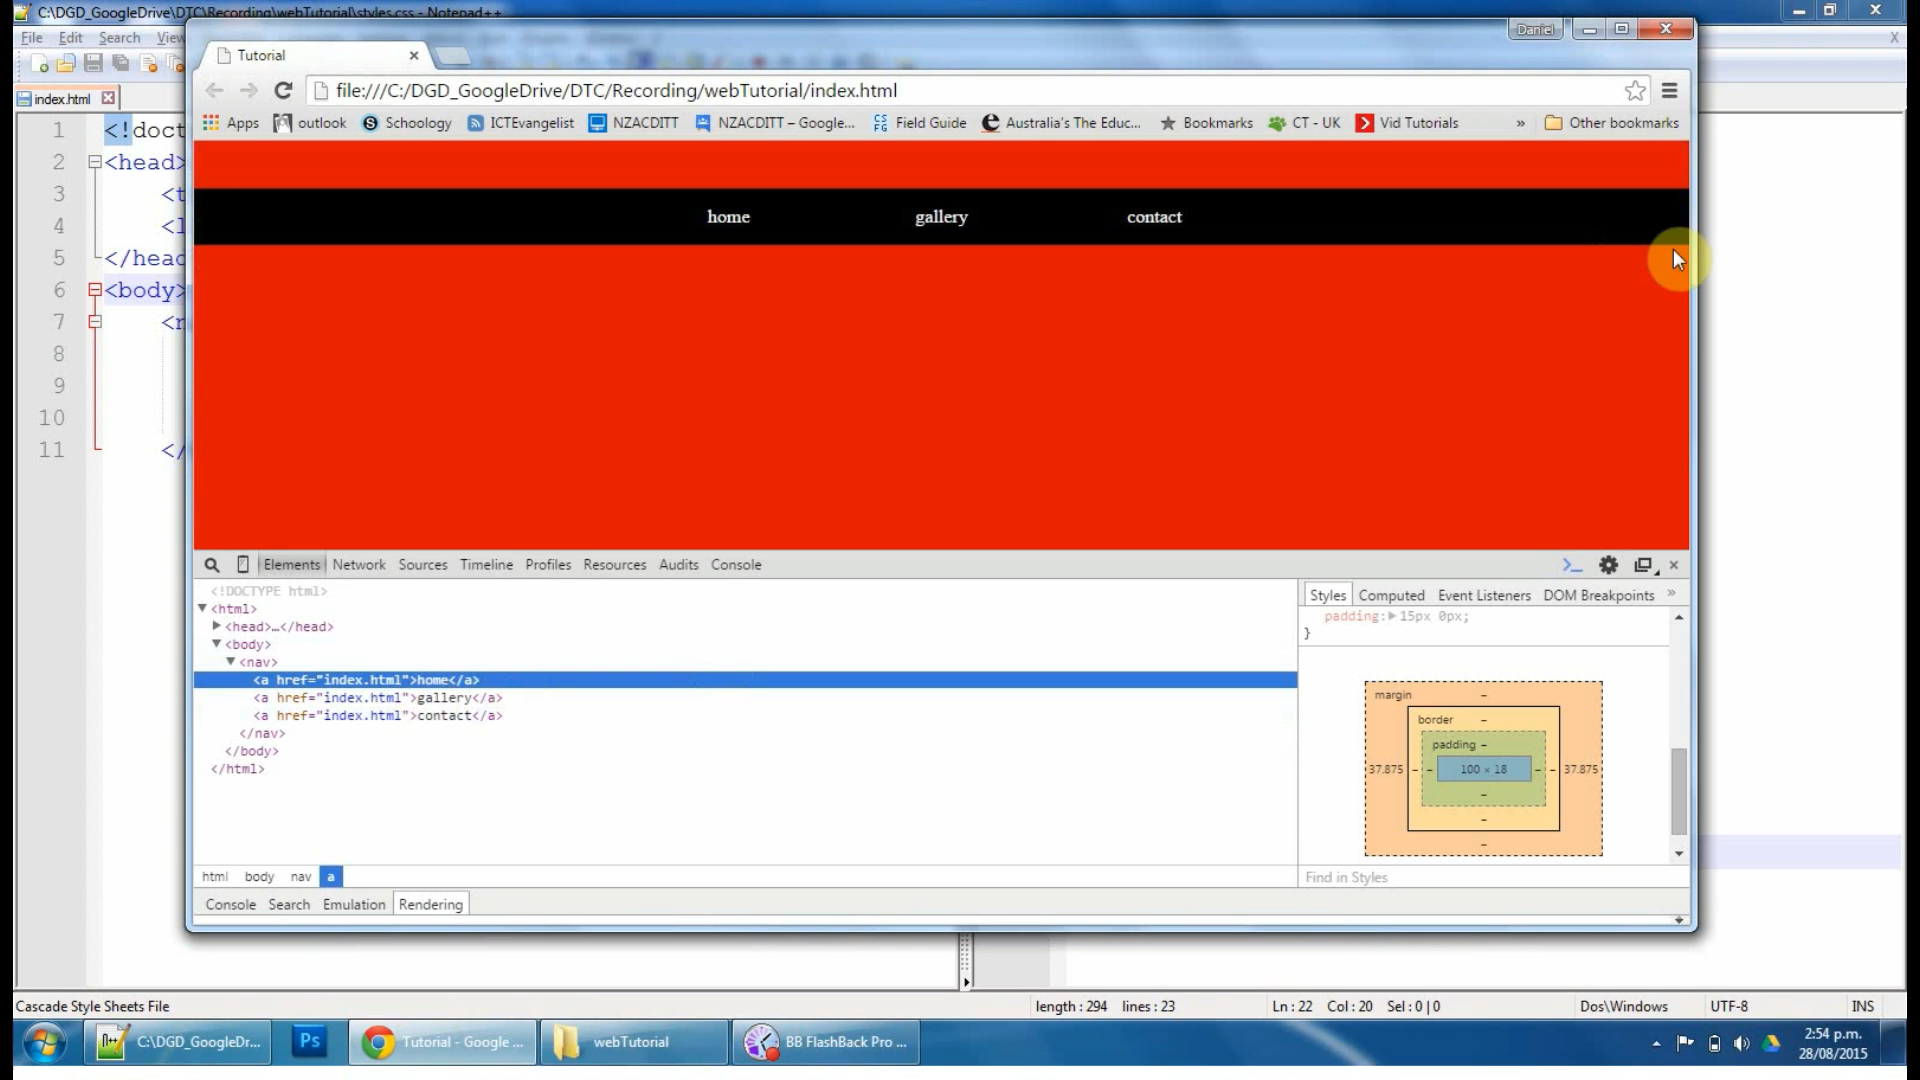 C:\DGD_GoogleDrive\DTC\Recording\webTutorial\styles.css - Notepad++
File Edit Search View
index.html
1 <!doct
2 <head>
3 <t
4 <l
5 </head
6 <body>
7 <n
8
9
10
11 </
Daniel
Tutorial
file:///C:/DGD_GoogleDrive/DTC/Recording/webTutorial/index.html
Apps outlook Schoology ICTEvangelist NZACDITT NZACDITT – Google... Field Guide Australia's The Educ... Bookmarks CT - UK Vid Tutorials » Other bookmarks
home gallery contact
Elements Network Sources Timeline Profiles Resources Audits Console
<!DOCTYPE html>
<html>
<head>…</head>
<body>
<nav>
<a href="index.html">home</a>
<a href="index.html">gallery</a>
<a href="index.html">contact</a>
</nav>
</body>
</html>
Styles Computed Event Listeners DOM Breakpoints »
padding: 15px 0px;
}
margin –
border –
padding –
37.875 – – 100 × 18 – – 37.875
–
–
–
html body nav a
Find in Styles
Console Search Emulation Rendering
Cascade Style Sheets File length : 294 lines : 23 Ln : 22 Col : 20 Sel : 0 | 0 Dos\Windows UTF-8 INS
C:\DGD_GoogleDr... Ps Tutorial - Google ... webTutorial BB FlashBack Pro ...
2:54 p.m.
28/08/2015